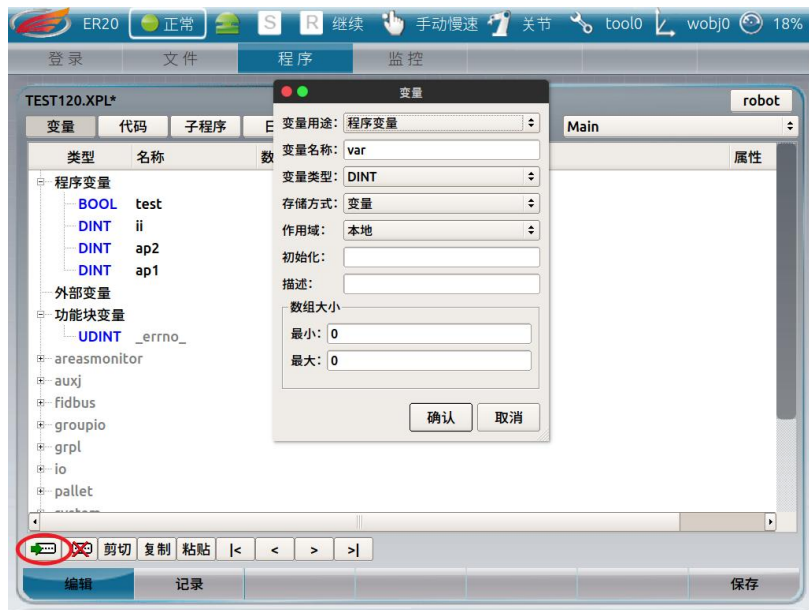 ER20 正常 S R 继续 手动慢速 关节 tool0 wobj0 18%
登录 文件 程序 监控
TEST120.XPL* robot
变量 代码 子程序 Main
类型 名称 数 属性
程序变量
BOOL test
DINT ii
DINT ap2
DINT ap1
外部变量
功能块变量
UDINT _errno_
areasmonitor
auxj
fidbus
groupio
grpl
io
pallet
变量
变量用途: 程序变量
变量名称: var
变量类型: DINT
存储方式: 变量
作用域: 本地
初始化:
描述:
数组大小
最小: 0
最大: 0
确认 取消
剪切 复制 粘贴 |< < > >|
编辑 记录 保存